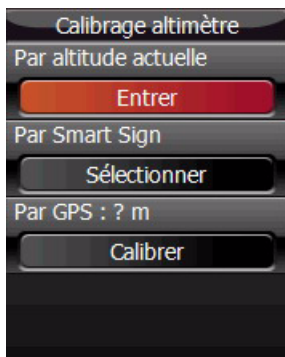 Calibrage altimètre
Par altitude actuelle
Entrer
Par Smart Sign
Sélectionner
Par GPS : ? m
Calibrer